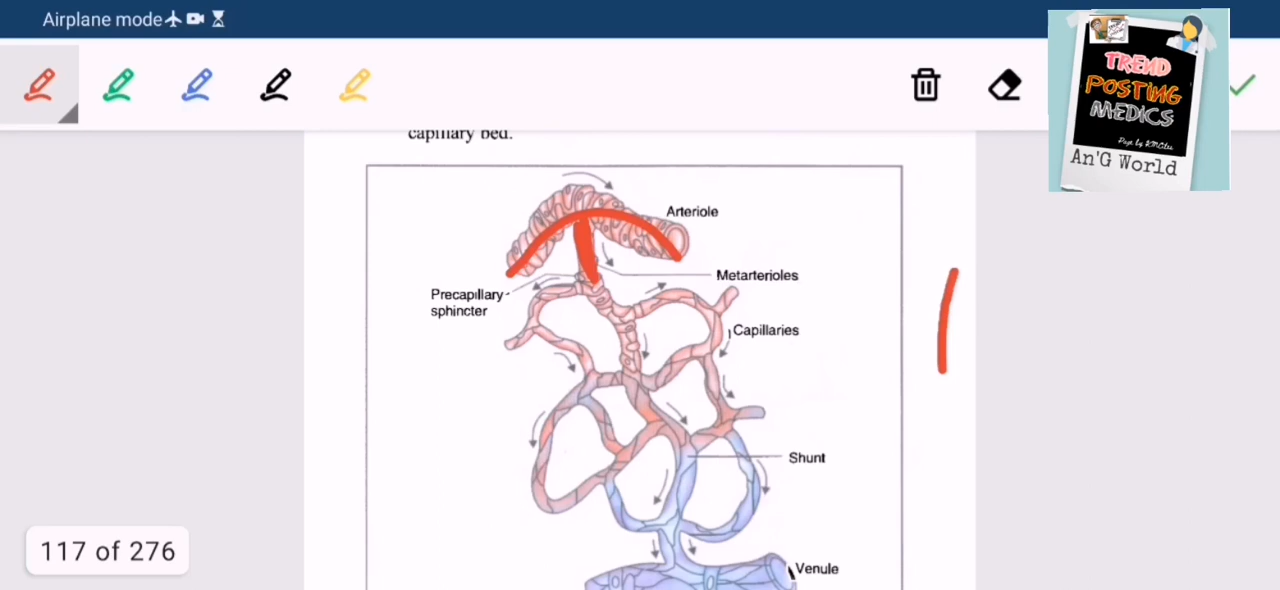 Airplane mode
TREND
POSTING
MEDICS
An'G World
capillary bed.
Arteriole
Metarterioles
Precapillary
sphincter
Capillaries
Shunt
Venule
117 of 276